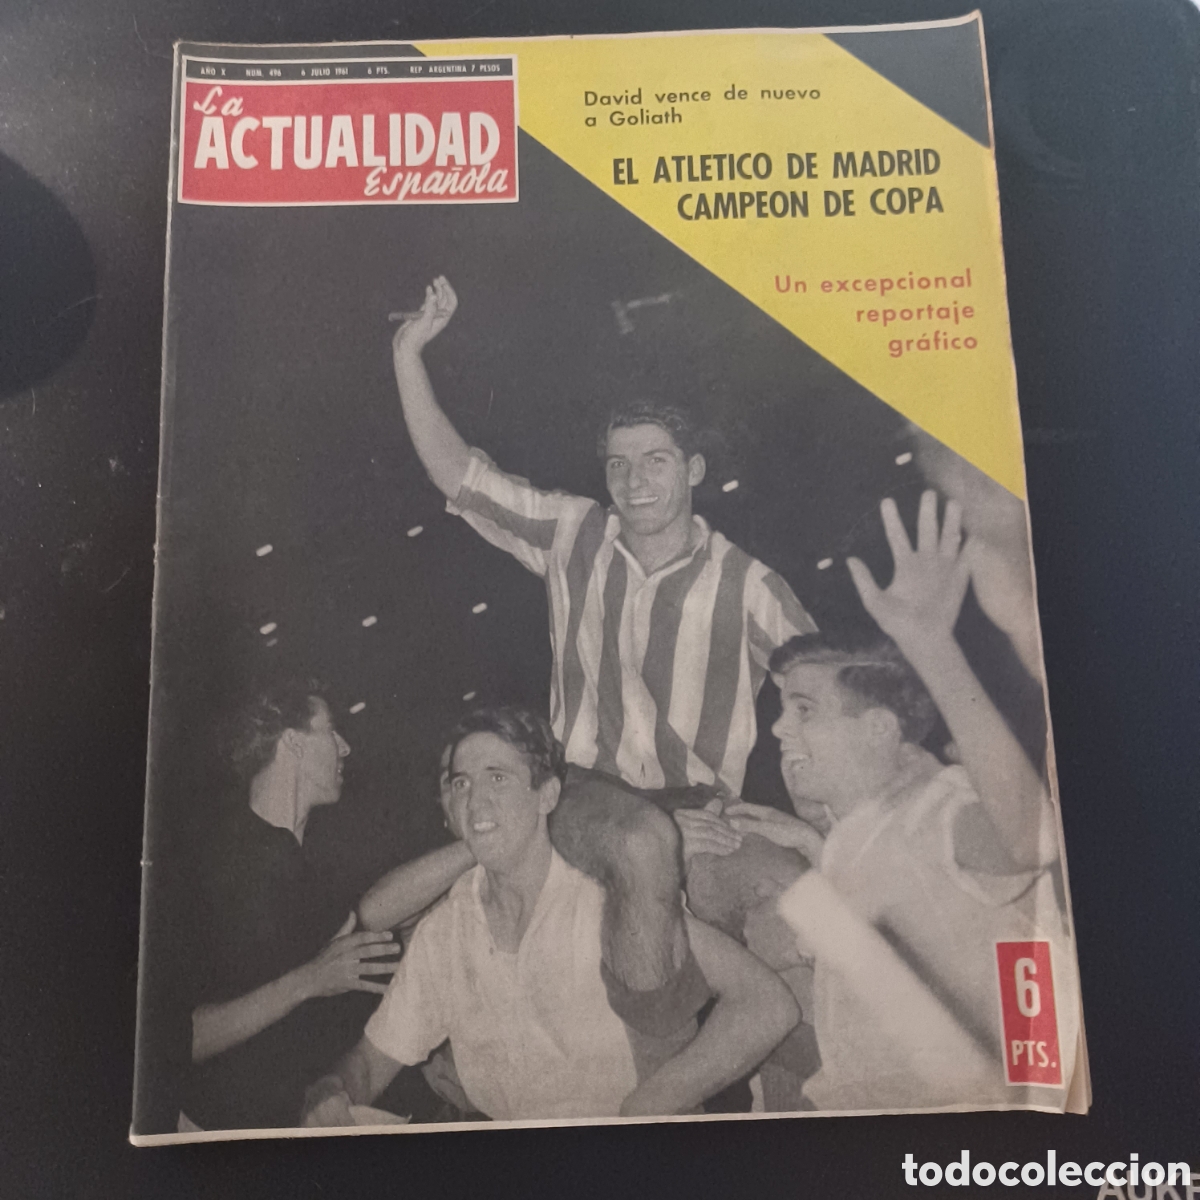 AÑO X NUM. 496 6 JULIO 1961 6 PTS. REP ARGENTINA 7 PESOS
La
ACTUALIDAD
Española
David vence de nuevo
a Goliath
EL ATLETICO DE MADRID
CAMPEON DE COPA
Un excepcional
reportaje
gráfico
6
PTS.
todocoleccion